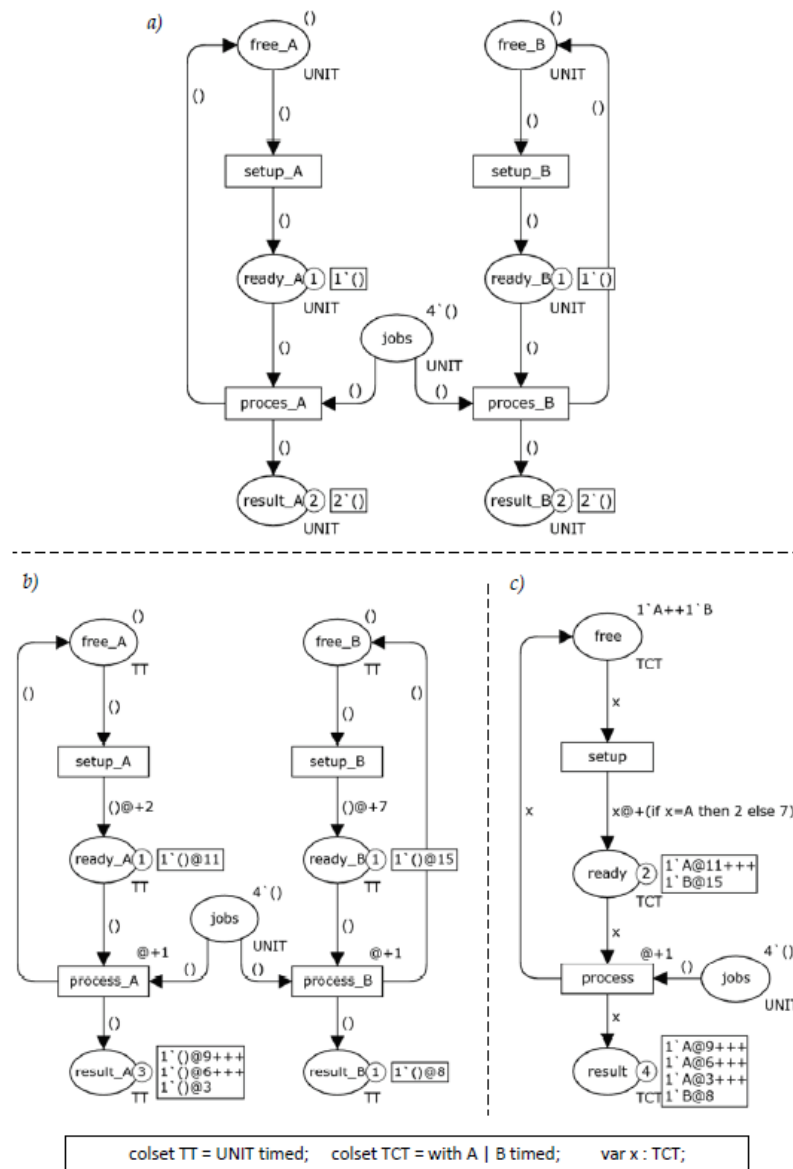 a)
() ()
free_A free_B
UNIT UNIT
() ()
() ()
setup_A setup_B
() ()
ready_A 1 1`() ready_B 1 1`()
UNIT UNIT
4`()
jobs
() ()
UNIT
() ()
proces_A proces_B
() ()
result_A 2 2`() result_B 2 2`()
UNIT UNIT
b) c)
() () 1`A++1`B
free_A free_B free
TT TT TCT
() ()
() () x
setup_A setup_B setup
()@+2 ()@+7 x x@+(if x=A then 2 else 7)
ready_A 1 1`()@11 ready_B 1 1`()@15 ready 2 1`A@11+++
1`B@15
TT TT TCT
4`()
() jobs () x
UNIT
@+1 @+1 @+1 4`()
process_A () () process_B process () jobs
UNIT
() () x
result_A 3 1`()@9+++
1`()@6+++
1`()@3
TT
result_B 1 1`()@8
TT
result 4 1`A@9+++
1`A@6+++
1`A@3+++
1`B@8
TCT
colset TT = UNIT timed; colset TCT = with A | B timed; var x : TCT;